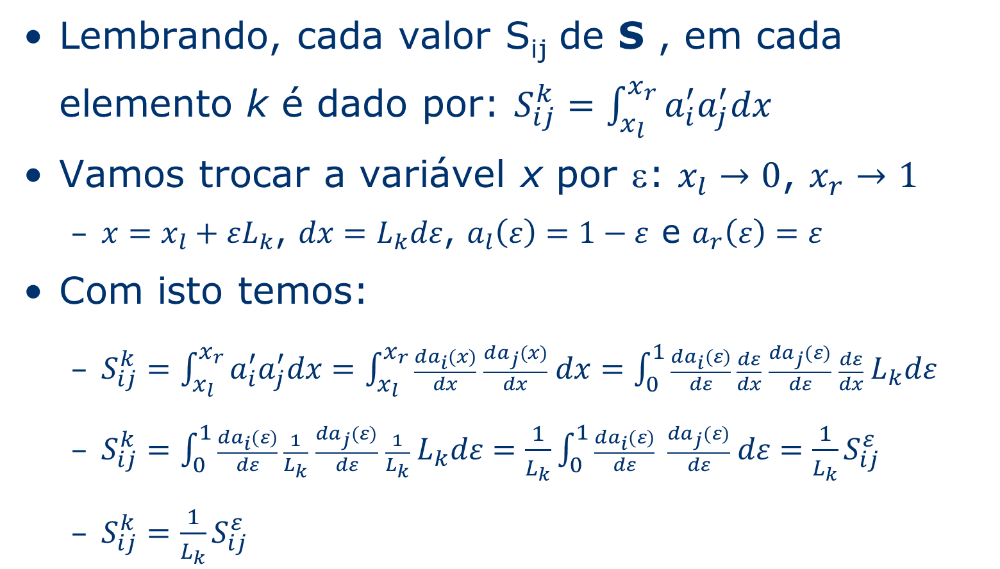 • Lembrando, cada valor S_ij de **S** , em cada
elemento k é dado por: $S_{ij}^{k} = \int_{x_l}^{x_r} a_i' a_j' dx$
• Vamos trocar a variável x por ε: $x_l \to 0$, $x_r \to 1$
– $x = x_l + \varepsilon L_k$, $dx = L_k d\varepsilon$, $a_l(\varepsilon) = 1 - \varepsilon$ e $a_r(\varepsilon) = \varepsilon$
• Com isto temos:
– $S_{ij}^{k} = \int_{x_l}^{x_r} a_i' a_j' dx = \int_{x_l}^{x_r} \frac{da_i(x)}{dx} \frac{da_j(x)}{dx} dx = \int_0^1 \frac{da_i(\varepsilon)}{d\varepsilon} \frac{d\varepsilon}{dx} \frac{da_j(\varepsilon)}{d\varepsilon} \frac{d\varepsilon}{dx} L_k d\varepsilon$
– $S_{ij}^{k} = \int_0^1 \frac{da_i(\varepsilon)}{d\varepsilon} \frac{1}{L_k} \frac{da_j(\varepsilon)}{d\varepsilon} \frac{1}{L_k} L_k d\varepsilon = \frac{1}{L_k} \int_0^1 \frac{da_i(\varepsilon)}{d\varepsilon} \frac{da_j(\varepsilon)}{d\varepsilon} d\varepsilon = \frac{1}{L_k} S_{ij}^{\varepsilon}$
– $S_{ij}^{k} = \frac{1}{L_k} S_{ij}^{\varepsilon}$